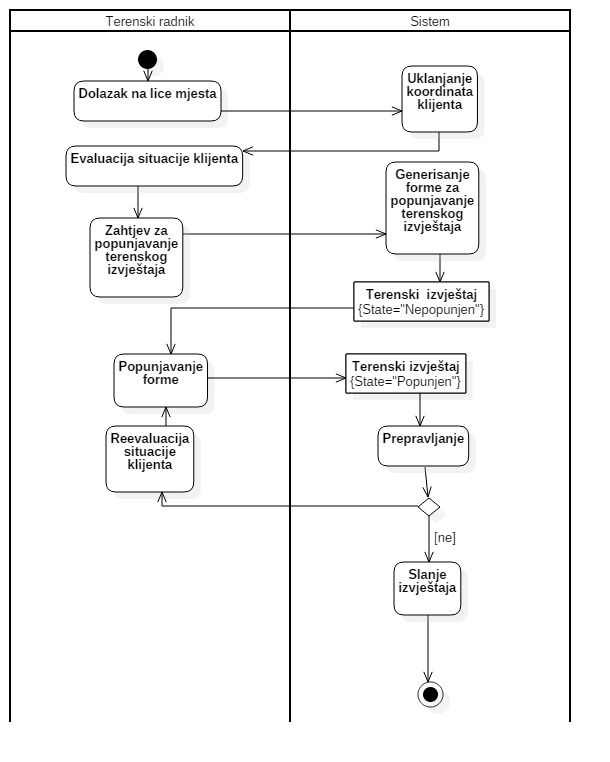 Terenski radnik
Sistem
Dolazak na lice mjesta
Uklanjanje
koordinata
klijenta
Evaluacija situacije klijenta
Generisanje
forme za
popunjavanje
terenskog
izvještaja
Zahtjev za
popunjavanje
terenskog
izvještaja
Terenski izvještaj
{State="Nepopunjen"}
Popunjavanje
forme
Terenski izvještaj
{State="Popunjen"}
Reevaluacija
situacije
klijenta
Prepravljanje
[ne]
Slanje
izvještaja